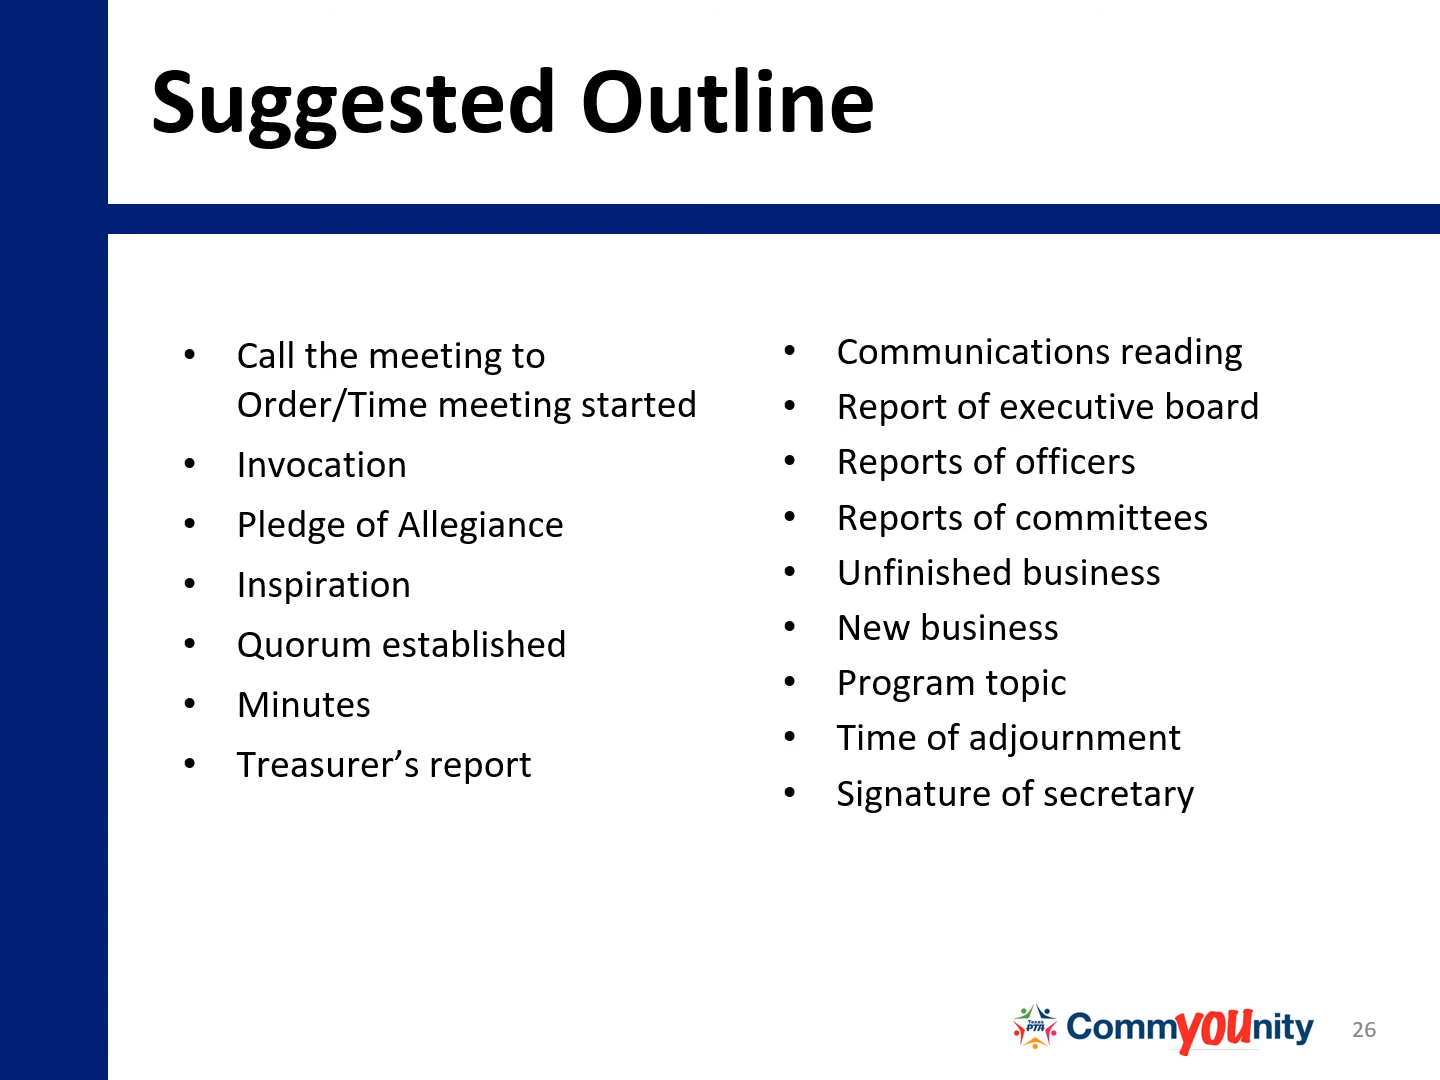 Suggested Outline
• Call the meeting to
Order/Time meeting started
• Invocation
• Pledge of Allegiance
• Inspiration
• Quorum established
• Minutes
• Treasurer’s report
• Communications reading
• Report of executive board
• Reports of officers
• Reports of committees
• Unfinished business
• New business
• Program topic
• Time of adjournment
• Signature of secretary
Texas
PTA
CommYOUnity
26